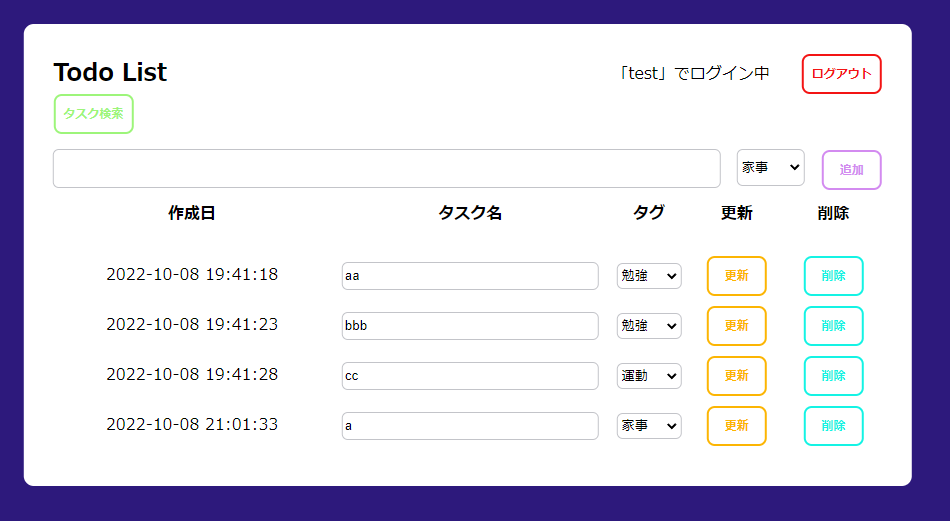 Todo List 「test」でログイン中 ログアウト
タスク検索
家事 追加
作成日 タスク名 タグ 更新 削除
2022-10-08 19:41:18 aa 勉強 更新 削除
2022-10-08 19:41:23 bbb 勉強 更新 削除
2022-10-08 19:41:28 cc 運動 更新 削除
2022-10-08 21:01:33 a 家事 更新 削除